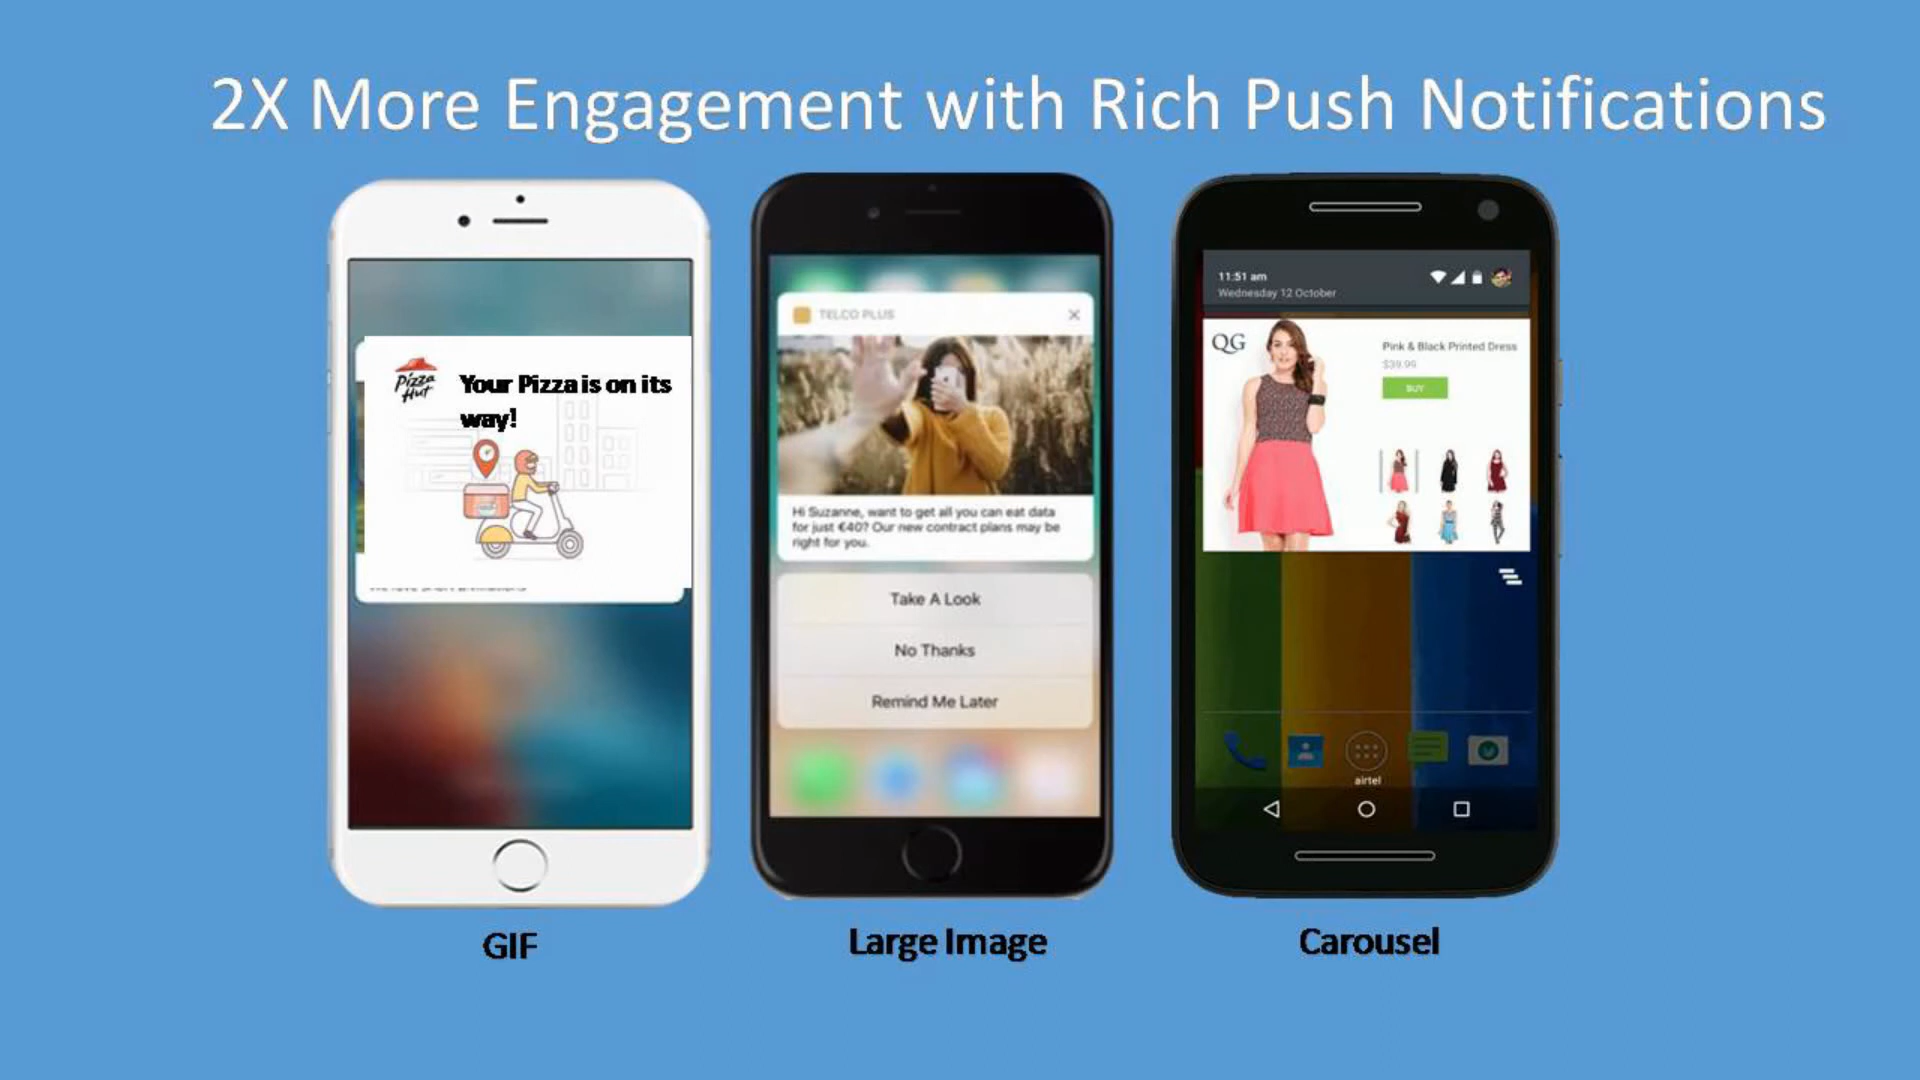 2X More Engagement with Rich Push Notifications
Pizza
Hut
Your Pizza is on its
way!
GIF
TELCO PLUS
Hi Suzanne, want to get all you can eat data
for just €40? Our new contract plans may be
right for you.
Take A Look
No Thanks
Remind Me Later
Large Image
11:51 am
Wednesday 12 October
QG
Pink & Black Printed Dress
$39.99
BUY
airtel
Carousel